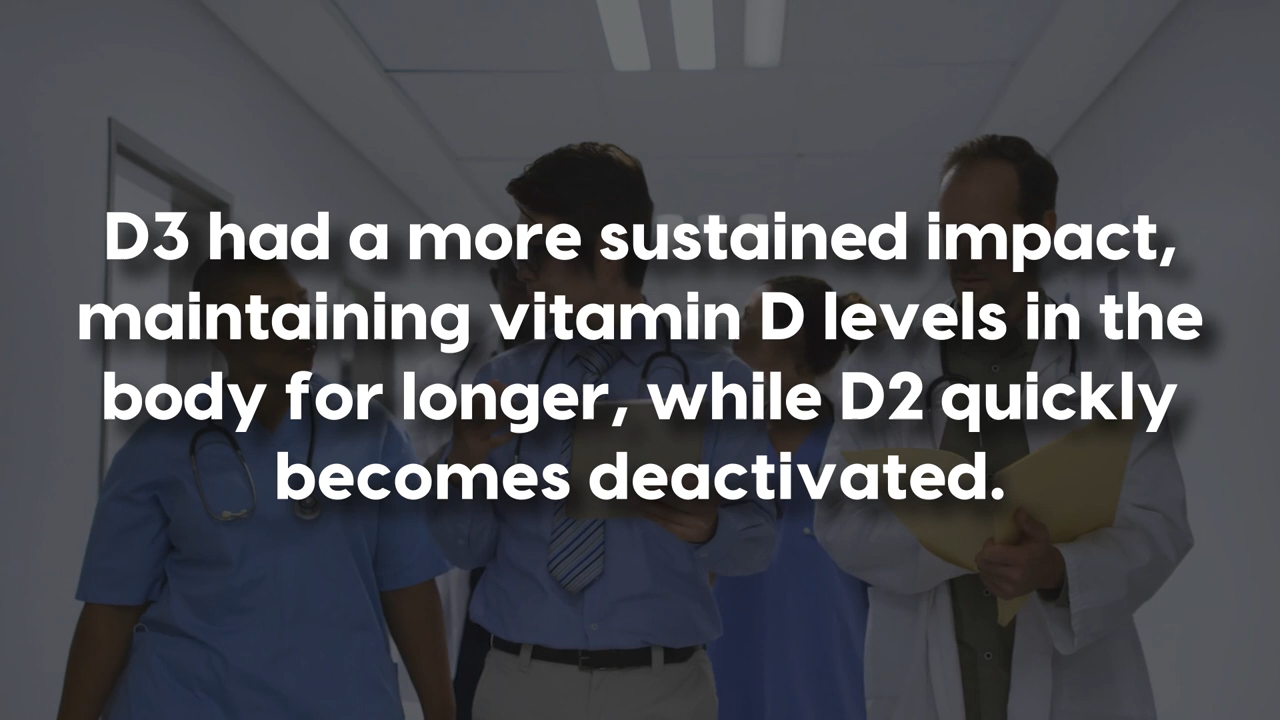 D3 had a more sustained impact,
maintaining vitamin D levels in the
body for longer, while D2 quickly
becomes deactivated.